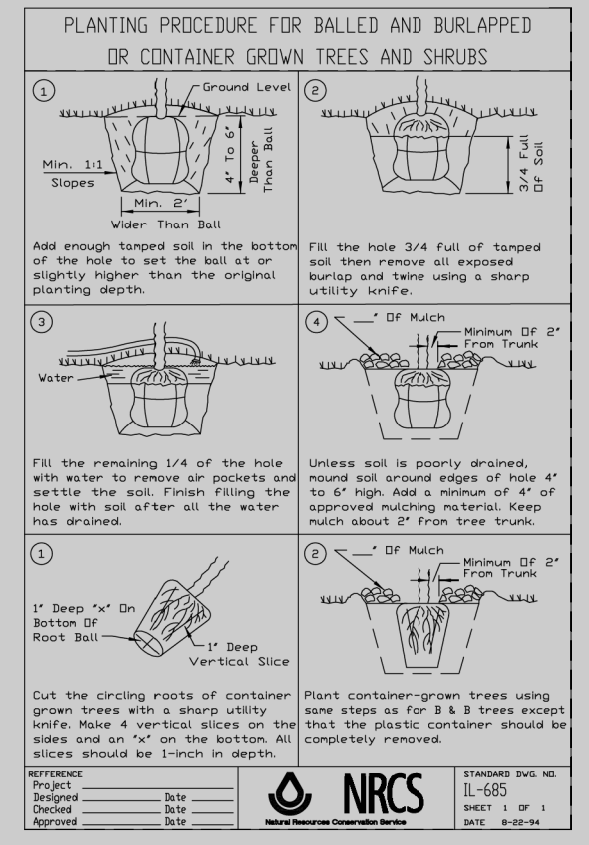 PLANTING PROCEDURE FOR BALLED AND BURLAPPED
OR CONTAINER GROWN TREES AND SHRUBS
1
Ground Level
Min. 1:1
Slopes
4" To 6"
Deeper
Than Ball
Min. 2'
Wider Than Ball
Add enough tamped soil in the bottom
of the hole to set the ball at or
slightly higher than the original
planting depth.
2
3/4 Full
Of Soil
Fill the hole 3/4 full of tamped
soil then remove all exposed
burlap and twine using a sharp
utility knife.
3
Water
Fill the remaining 1/4 of the hole
with water to remove air pockets and
settle the soil. Finish filling the
hole with soil after all the water
has drained.
4
___" Of Mulch
Minimum Of 2"
From Trunk
Unless soil is poorly drained,
mound soil around edges of hole 4"
to 6" high. Add a minimum of 4" of
approved mulching material. Keep
mulch about 2" from tree trunk.
1
1" Deep "x" On
Bottom Of
Root Ball
1" Deep
Vertical Slice
Cut the circling roots of container
grown trees with a sharp utility
knife. Make 4 vertical slices on the
sides and an "x" on the bottom. All
slices should be 1-inch in depth.
2
___" Of Mulch
Minimum Of 2"
From Trunk
Plant container-grown trees using
same steps as for B & B trees except
that the plastic container should be
completely removed.
REFFERENCE
Project
Designed Date
Checked Date
Approved Date
NRCS
Natural Resources Conservation Service
STANDARD DWG. NO.
IL-685
SHEET 1 OF 1
DATE 8-22-94